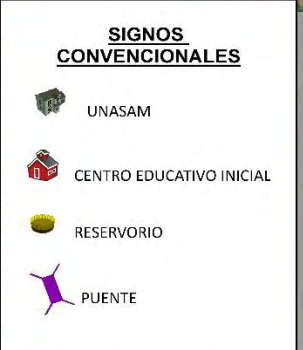 SIGNOS
CONVENCIONALES
UNASAM
CENTRO EDUCATIVO INICIAL
RESERVORIO
PUENTE